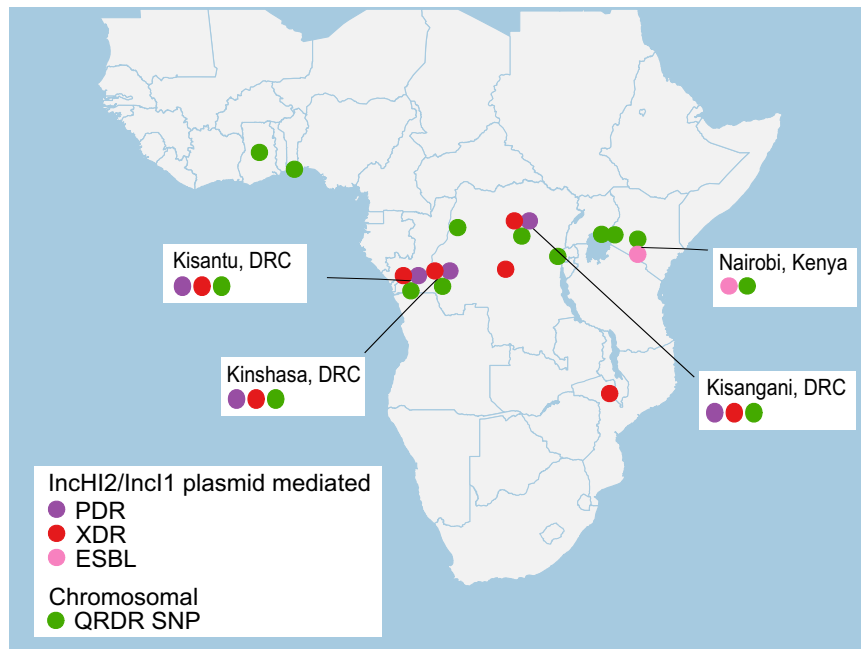 Kisantu, DRC
Nairobi, Kenya
Kinshasa, DRC
Kisangani, DRC
IncHI2/IncI1 plasmid mediated
PDR
XDR
ESBL
Chromosomal
QRDR SNP